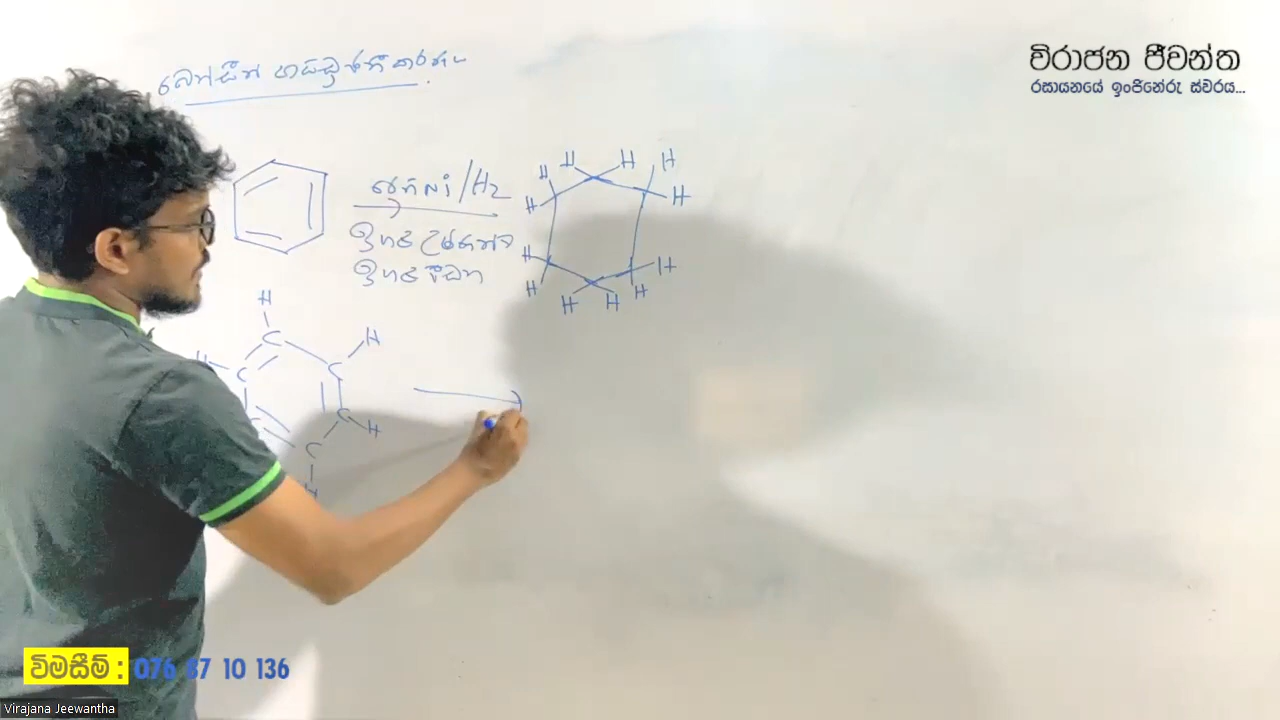 විරාජන ජීවන්ත
රසායනයේ ඉංජිනේරු ස්වරය...
බෙන්සීන් හයිඩ්‍රජනීකරණය
රේනිNi/H2
ඉහළ උෂ්ණත්ව
ඉහළ පීඩන
H H H H
H H
H H
H H H H
H
C H
H C C
C H
C
H
විමසීම් : 076 87 10 136
Virajana Jeewantha